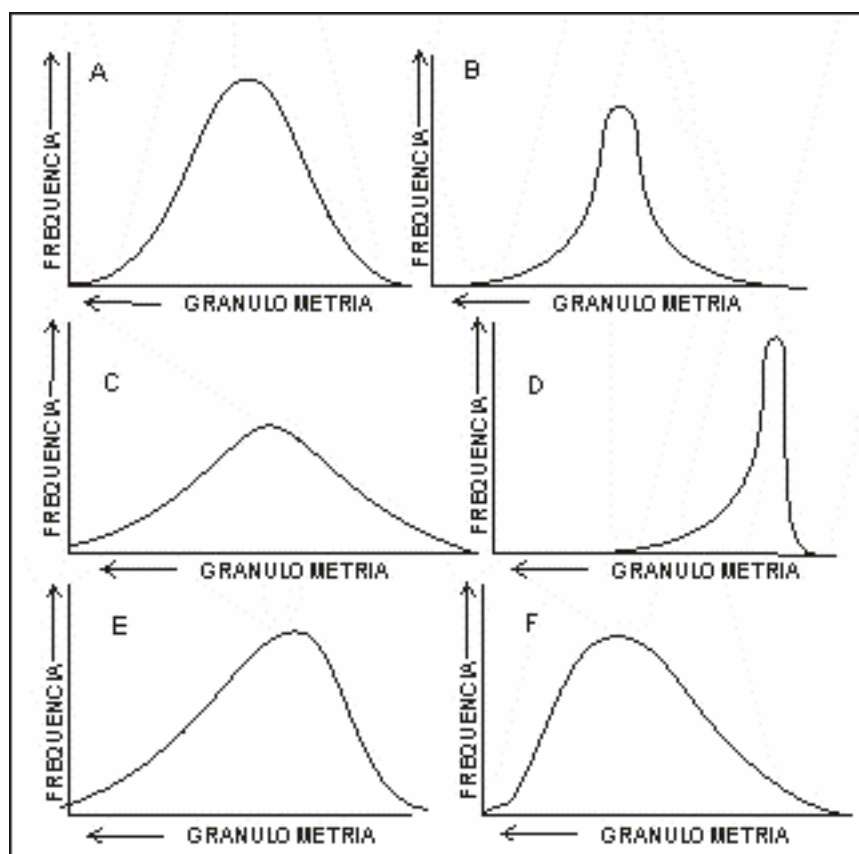 A
FREQUENCIA
GRANULO METRIA
B
FREQUENCIA
GRANULO METRIA
C
FREQUENCIA
GRANULO METRIA
D
FREQUENCIA
GRANULO METRIA
E
FREQUENCIA
GRANULO METRIA
F
FREQUENCIA
GRANULO METRIA